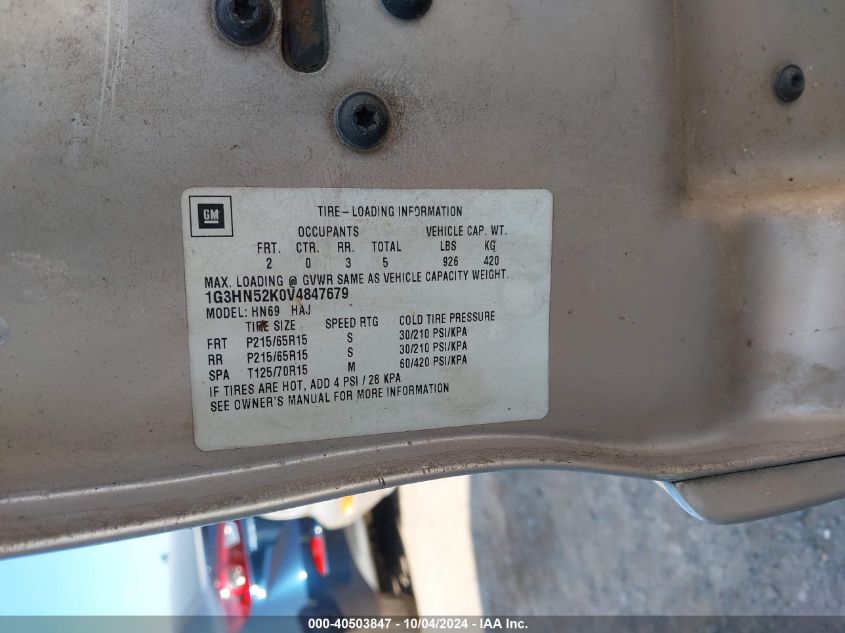 GM
TIRE-LOADING INFORMATION
OCCUPANTS VEHICLE CAP. WT.
FRT. CTR. RR. TOTAL LBS KG
2 0 3 5 926 420
MAX. LOADING @ GVWR SAME AS VEHICLE CAPACITY WEIGHT.
1G3HN52K0V4847679
MODEL: HN69 HAJ
TIRE SIZE SPEED RTG COLD TIRE PRESSURE
FRT P215/65R15 S 30/210 PSI/KPA
RR P215/65R15 S 30/210 PSI/KPA
SPA T125/70R15 M 60/420 PSI/KPA
IF TIRES ARE HOT, ADD 4 PSI / 28 KPA
SEE OWNER'S MANUAL FOR MORE INFORMATION
000-40503847 - 10/04/2024 - IAA Inc.